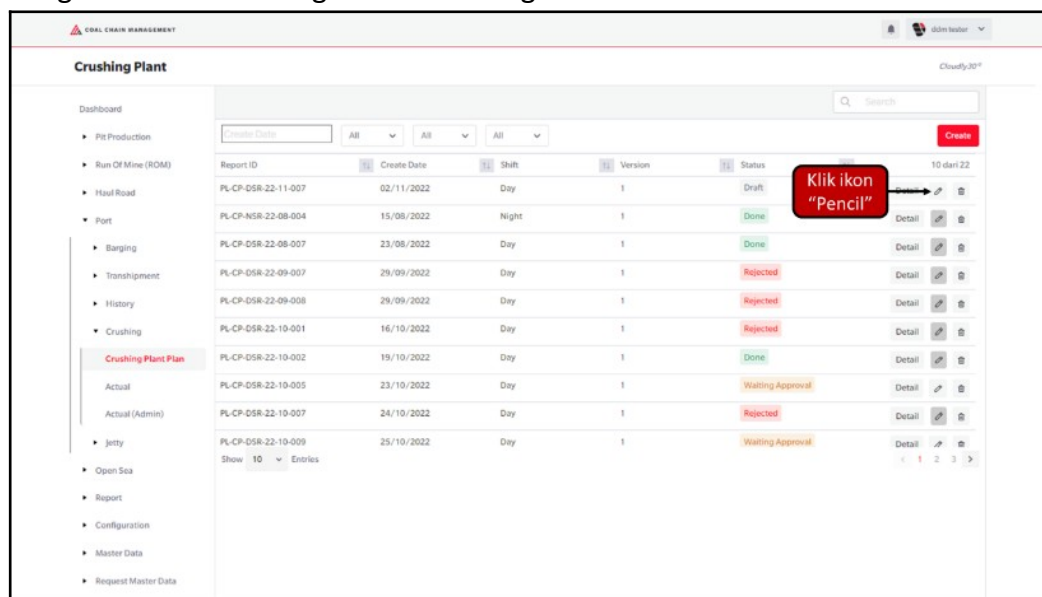 COAL CHAIN MANAGEMENT
ddm tester
Crushing Plant
Cloudly30°
Dashboard
Search
Pit Production
Create Date All All All Create
Run Of Mine (ROM)
Report ID Create Date Shift Version Status 10 dari 22
Haul Road
PL-CP-DSR-22-11-007 02/11/2022 Day 1 Draft Detail
Klik ikon
"Pencil"
Port
PL-CP-NSR-22-08-004 15/08/2022 Night 1 Done Detail
Barging
PL-CP-DSR-22-08-007 23/08/2022 Day 1 Done Detail
Transhipment
PL-CP-DSR-22-09-007 29/09/2022 Day 1 Rejected Detail
History
PL-CP-DSR-22-09-008 29/09/2022 Day 1 Rejected Detail
Crushing
PL-CP-DSR-22-10-001 16/10/2022 Day 1 Rejected Detail
Crushing Plant Plan
PL-CP-DSR-22-10-002 19/10/2022 Day 1 Done Detail
Actual
PL-CP-DSR-22-10-005 23/10/2022 Day 1 Waiting Approval Detail
Actual (Admin)
PL-CP-DSR-22-10-007 24/10/2022 Day 1 Rejected Detail
Jetty
PL-CP-DSR-22-10-009 25/10/2022 Day 1 Waiting Approval Detail
Show 10 Entries < 1 2 3 >
Open Sea
Report
Configuration
Master Data
Request Master Data